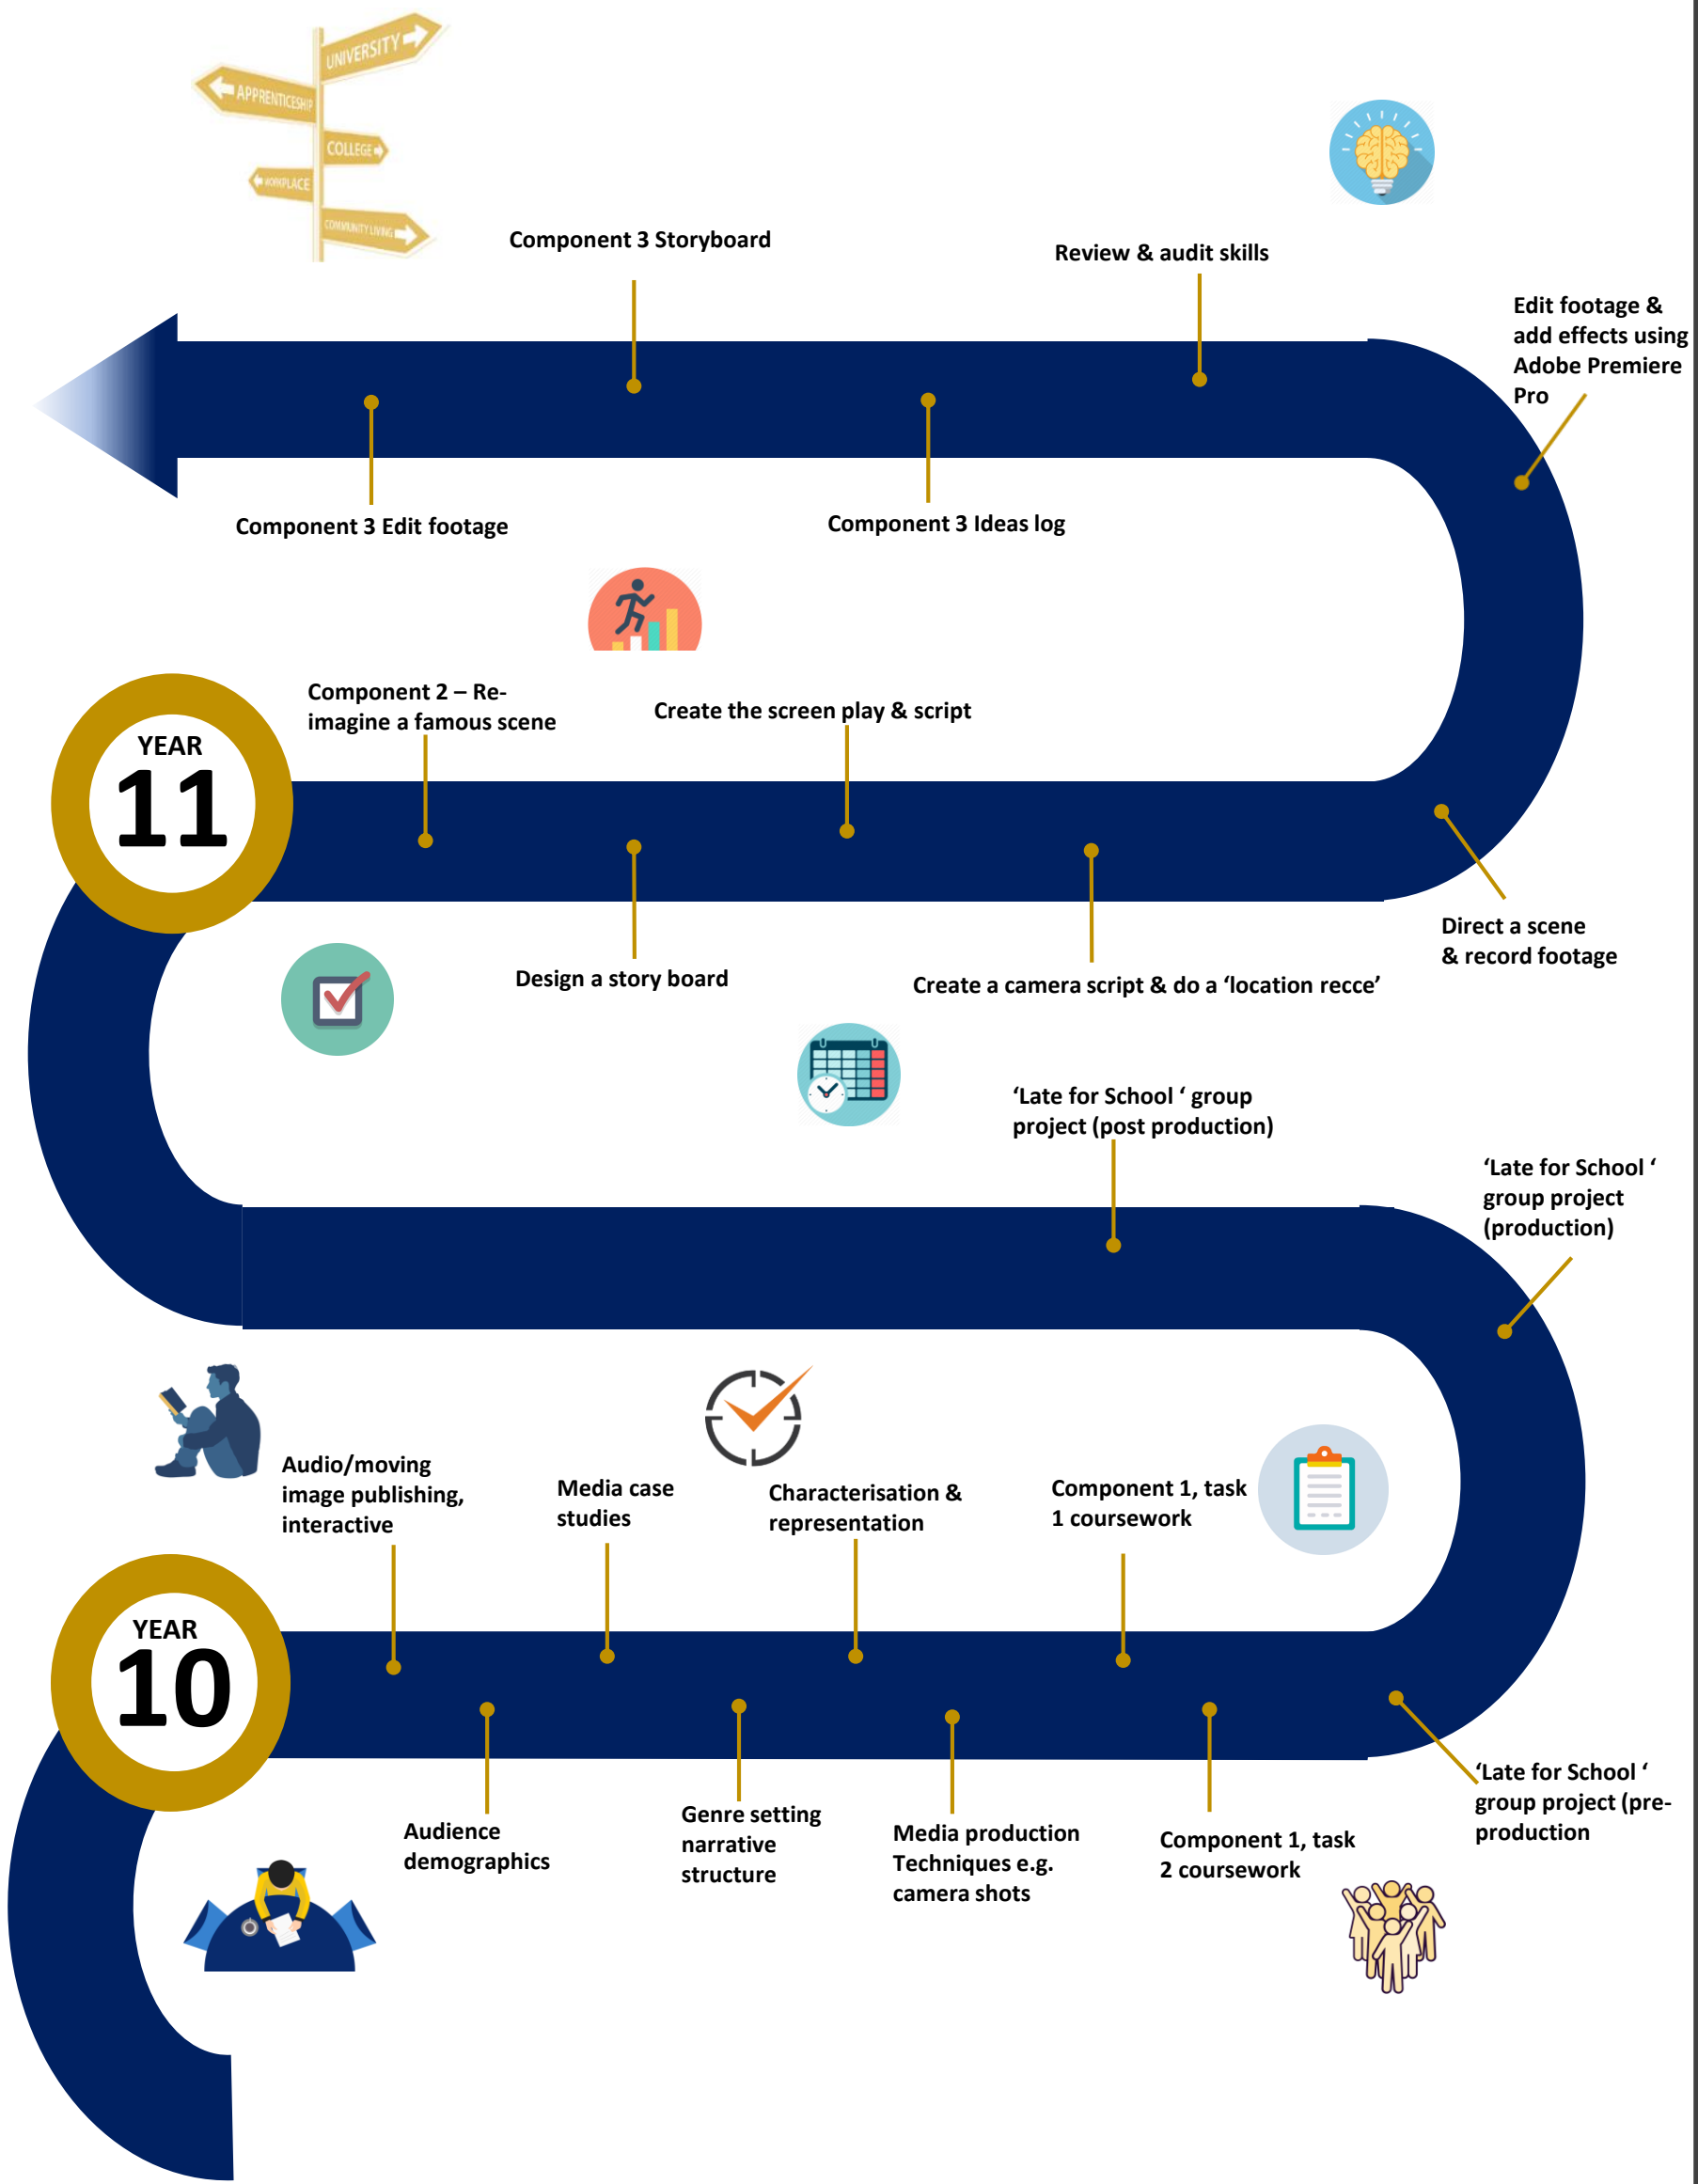 UNIVERSITY
APPRENTICESHIP
COLLEGE
WORKPLACE
COMMUNITY LIVING
Component 3 Storyboard
Review & audit skills
Edit footage &
add effects using
Adobe Premiere
Pro
Component 3 Edit footage
Component 3 Ideas log
Component 2 – Re-
imagine a famous scene
Create the screen play & script
YEAR
11
Direct a scene
& record footage
Design a story board
Create a camera script & do a ‘location recce’
‘Late for School ‘ group
project (post production)
‘Late for School ‘
group project
(production)
Audio/moving
image publishing,
interactive
Media case
studies
Characterisation &
representation
Component 1, task
1 coursework
YEAR
10
Audience
demographics
Genre setting
narrative
structure
Media production
Techniques e.g.
camera shots
Component 1, task
2 coursework
‘Late for School ‘
group project (pre-
production